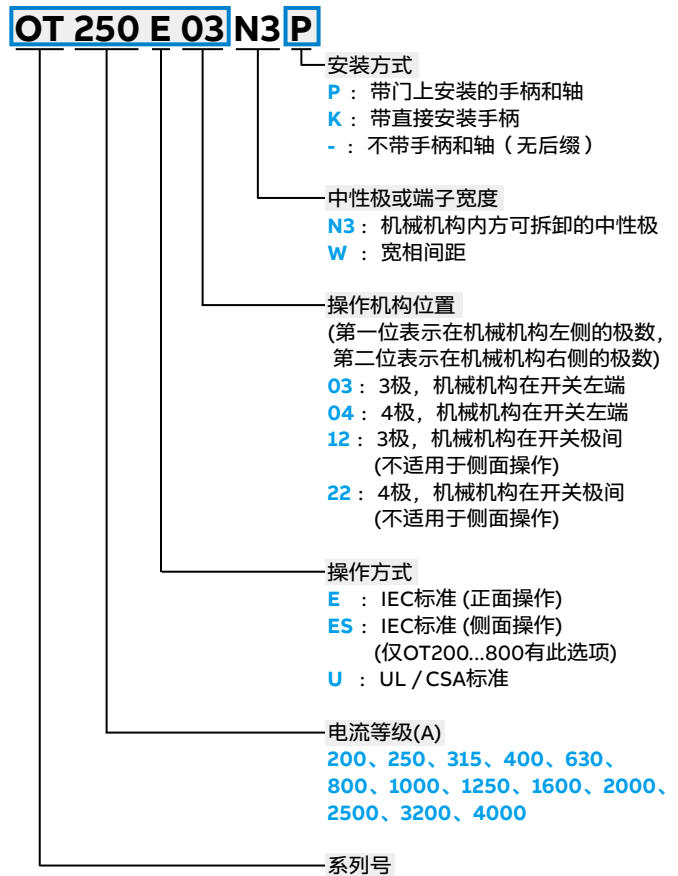 OT 250 E 03 N3 P
安装方式
P : 带门上安装的手柄和轴
K : 带直接安装手柄
- : 不带手柄和轴(无后缀)
中性极或端子宽度
N3 : 机械机构内方可拆卸的中性极
W : 宽相间距
操作机构位置
(第一位表示在机械机构左侧的极数,
第二位表示在机械机构右侧的极数)
03 : 3极, 机械机构在开关左端
04 : 4极, 机械机构在开关左端
12 : 3极, 机械机构在开关极间
(不适用于侧面操作)
22 : 4极, 机械机构在开关极间
(不适用于侧面操作)
操作方式
E : IEC标准 (正面操作)
ES : IEC标准 (侧面操作)
(仅OT200...800有此选项)
U : UL / CSA标准
电流等级(A)
200、250、315、400、630、
800、1000、1250、1600、2000、
2500、3200、4000
系列号